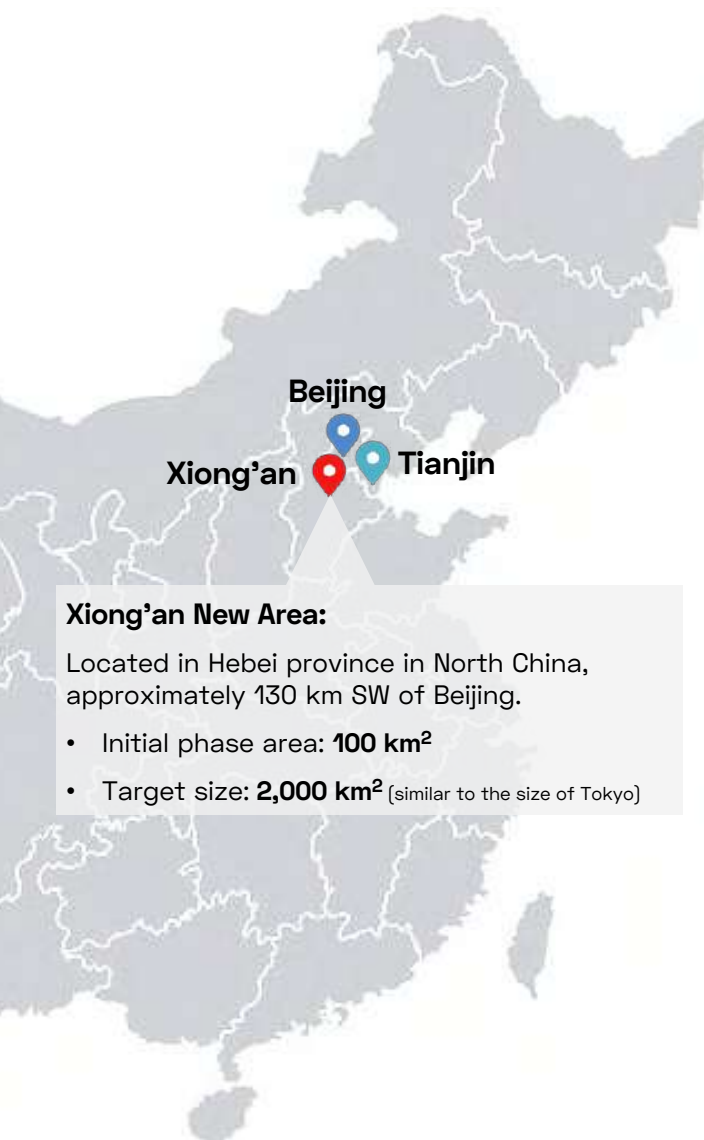 Beijing
Xiong’an
Tianjin
Xiong’an New Area:
Located in Hebei province in North China,
approximately 130 km SW of Beijing.
• Initial phase area: 100 km²
• Target size: 2,000 km² (similar to the size of Tokyo)